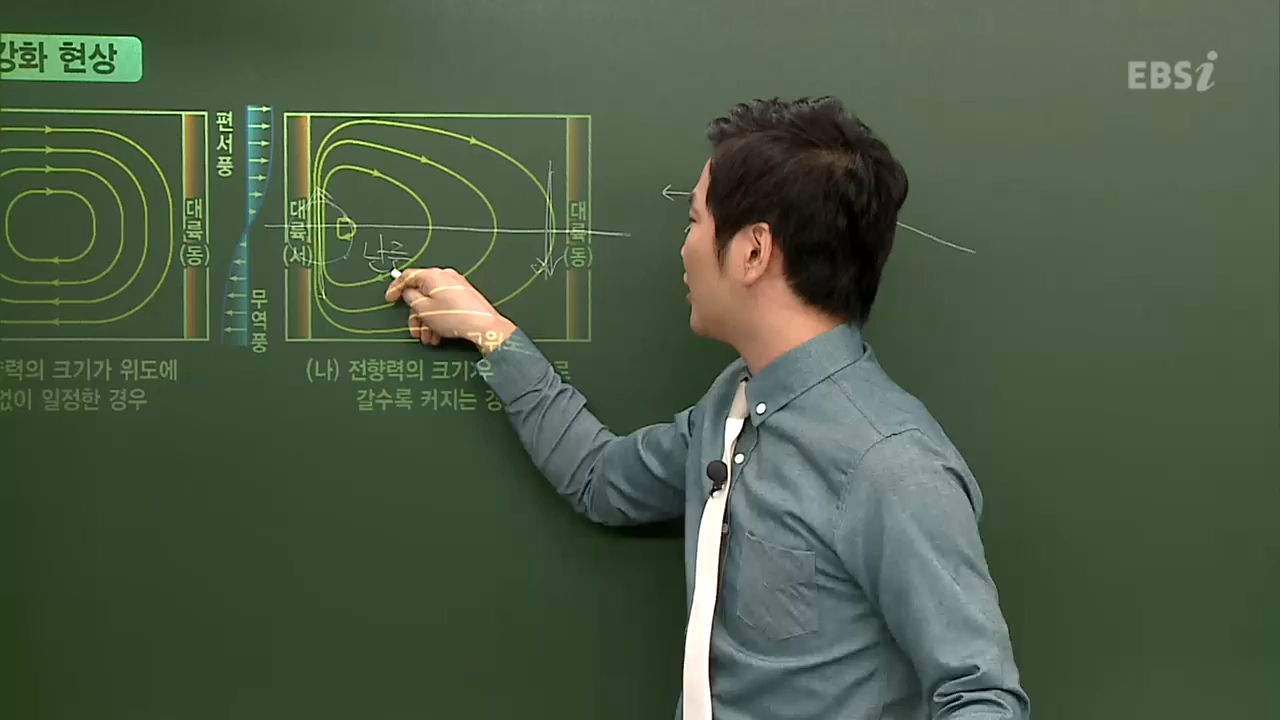 강화 현상
EBSi
편서풍
대륙(동)
무역풍
대륙(서)
난류
대륙(동)
력의 크기가 위도에
없이 일정한 경우
(나) 전향력의 크기
갈수록 커지는